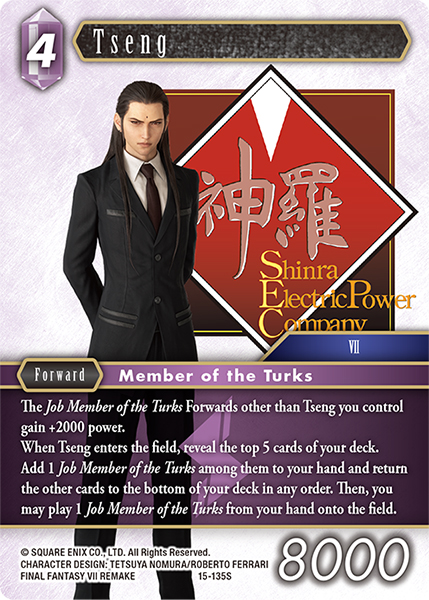 4
Tseng
神羅
Shinra
Electric Power
Company
VII
Forward
Member of the Turks
The Job Member of the Turks Forwards other than Tseng you control
gain +2000 power.
When Tseng enters the field, reveal the top 5 cards of your deck.
Add 1 Job Member of the Turks among them to your hand and return
the other cards to the bottom of your deck in any order. Then, you
may play 1 Job Member of the Turks from your hand onto the field.
© SQUARE ENIX CO., LTD. All Rights Reserved.
CHARACTER DESIGN: TETSUYA NOMURA/ROBERTO FERRARI
FINAL FANTASY VII REMAKE 15-135S
8000